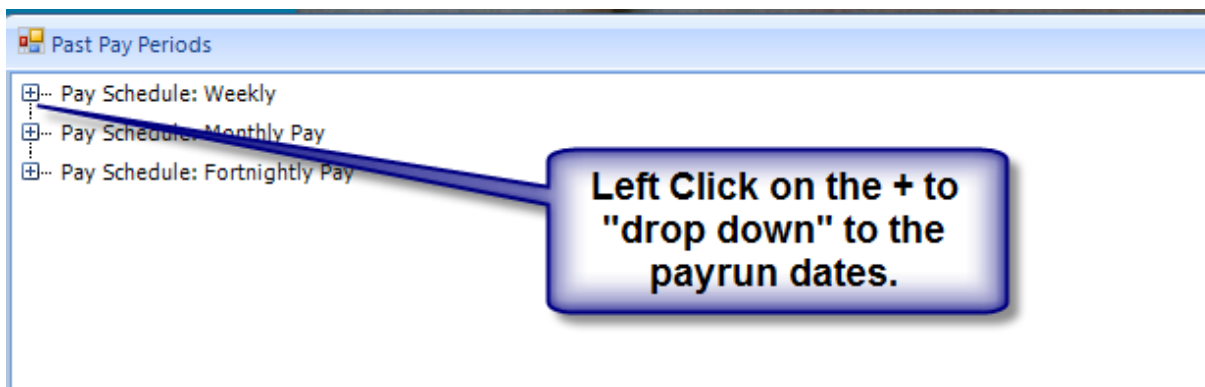 Past Pay Periods
Pay Schedule: Weekly
Pay Schedule: Monthly Pay
Pay Schedule: Fortnightly Pay
Left Click on the + to
"drop down" to the
payrun dates.